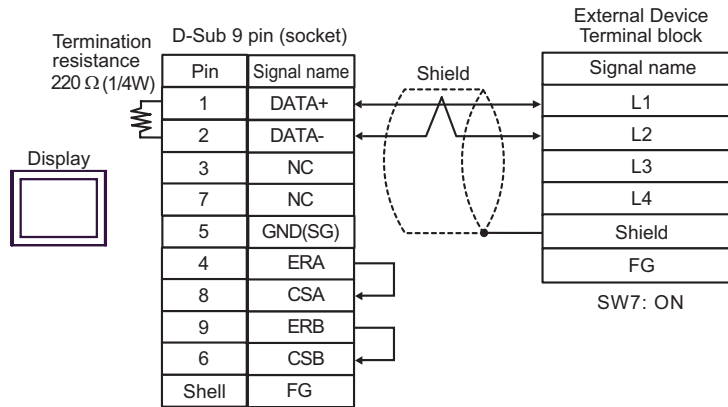 Termination
resistance
220 Ω (1/4W)
Display
D-Sub 9 pin (socket)
Pin Signal name
1 DATA+
2 DATA-
3 NC
7 NC
5 GND(SG)
4 ERA
8 CSA
9 ERB
6 CSB
Shell FG
Shield
External Device
Terminal block
Signal name
L1
L2
L3
L4
Shield
FG
SW7: ON